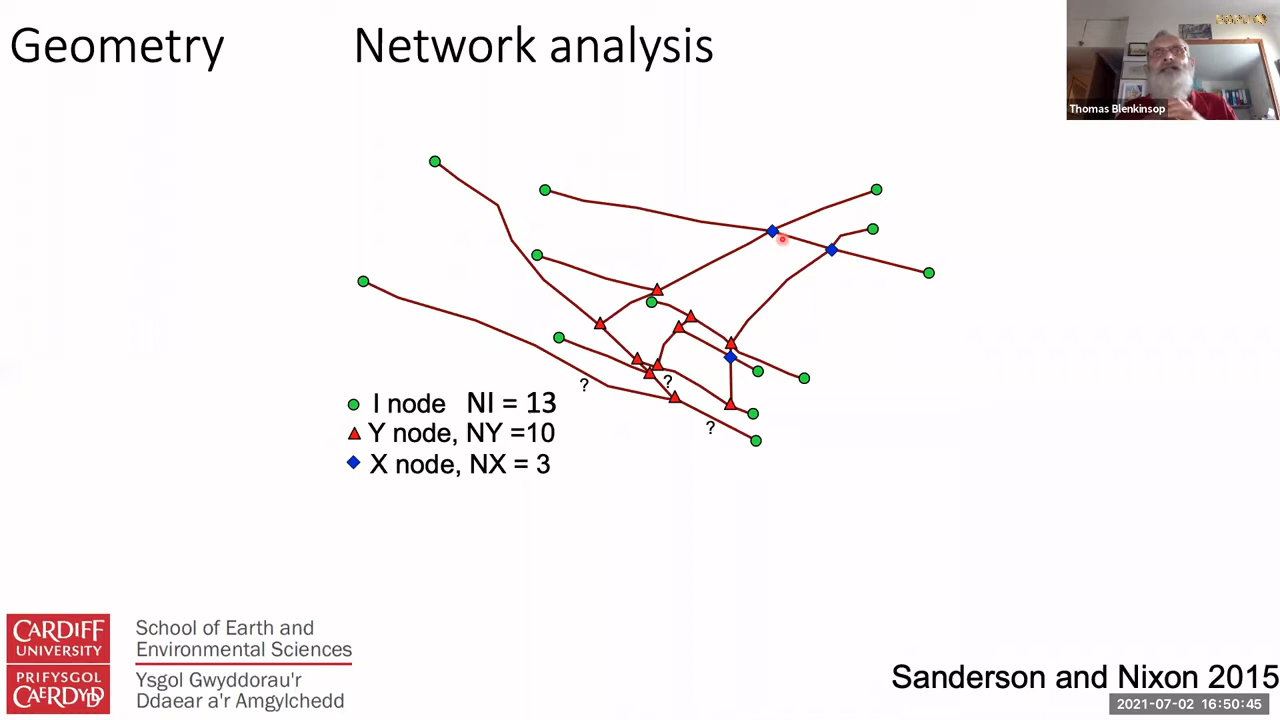 Geometry
Network analysis
Thomas Blenkinsop
?
?
?
I node NI = 13
Y node, NY =10
X node, NX = 3
CARDIFF
UNIVERSITY
PRIFYSGOL
CAERDYDD
School of Earth and
Environmental Sciences
Ysgol Gwyddorau'r
Ddaear a'r Amgylchedd
Sanderson and Nixon 2015
2021-07-02 16:50:45